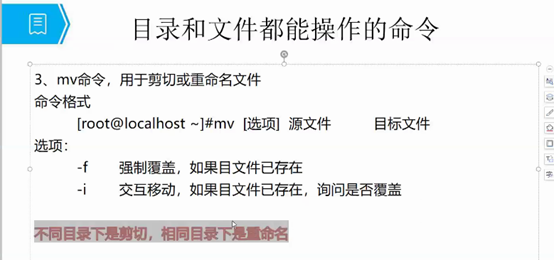 目录和文件都能操作的命令
3、mv命令，用于剪切或重命名文件
命令格式
[root@localhost ~]#mv [选项] 源文件 目标文件
选项：
-f 强制覆盖，如果目文件已存在
-i 交互移动，如果目文件已存在，询问是否覆盖
不同目录下是剪切，相同目录下是重命名